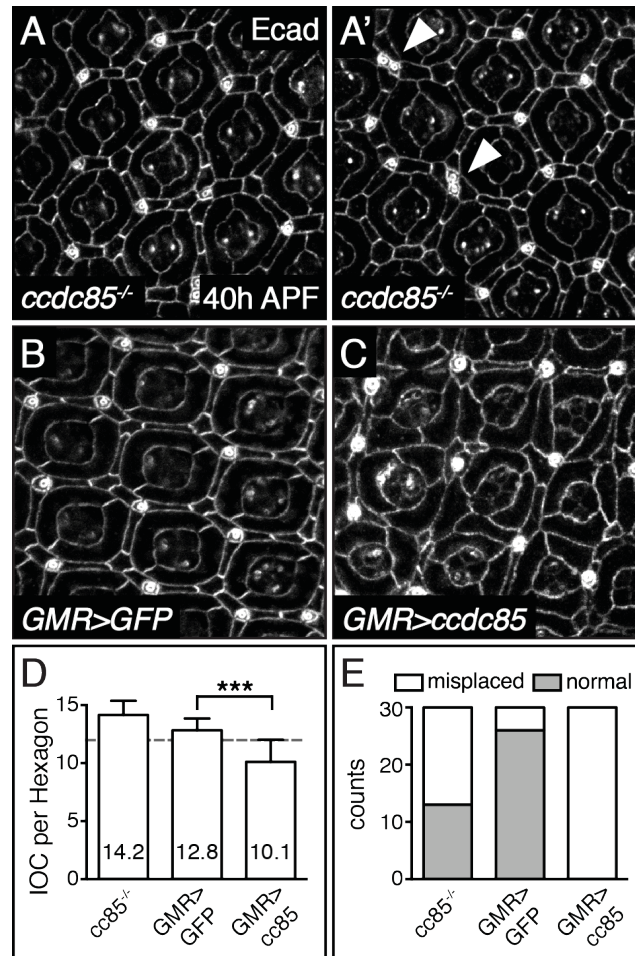 A
Ecad
ccdc85-/-
40h APF
A'
ccdc85-/-
B
GMR>GFP
C
GMR>ccdc85
D
***
IOC per Hexagon
15
10
5
0
14.2
12.8
10.1
cc85-/-
GMR>
GFP
GMR>
cc85
E
misplaced
normal
counts
30
20
10
0
cc85-/-
GMR>
GFP
GMR>
cc85